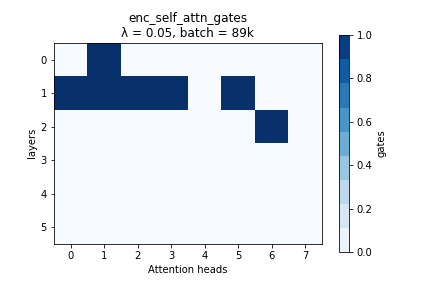 enc_self_attn_gates
λ = 0.05, batch = 89k
layers
0
1
2
3
4
5
0 1 2 3 4 5 6 7
Attention heads
1.0
0.8
0.6
0.4
0.2
0.0
gates